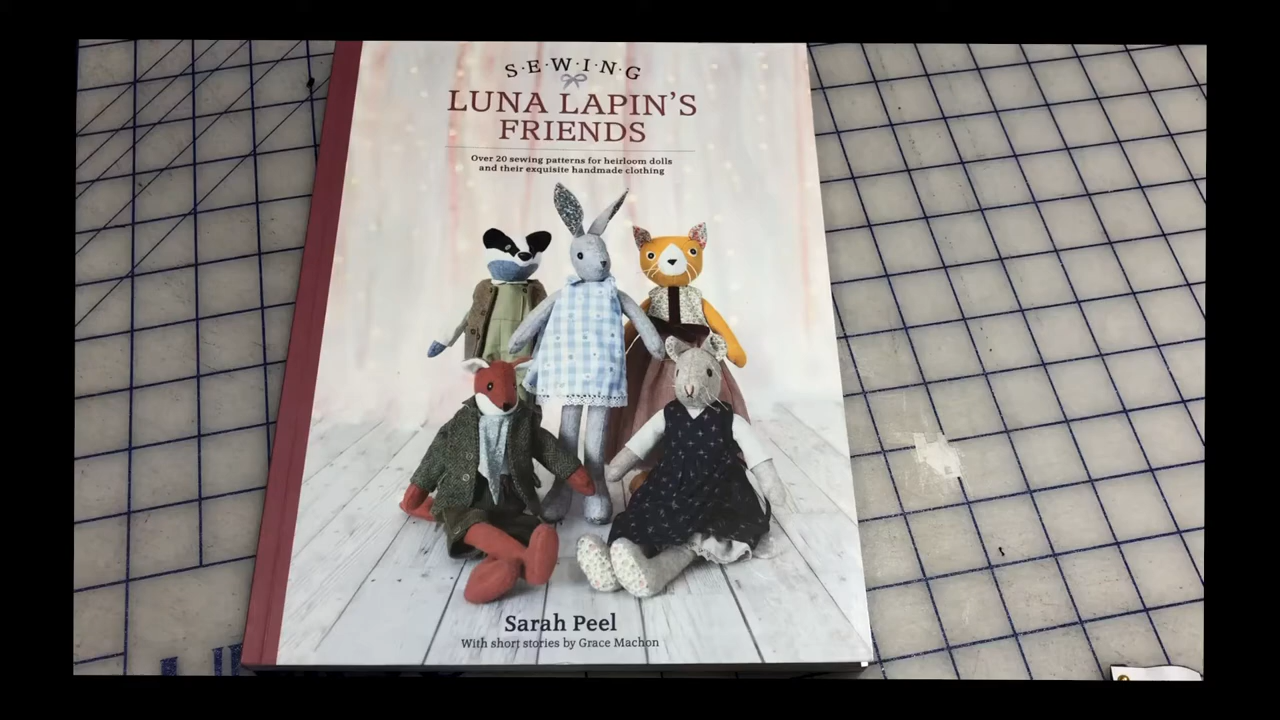 S·E·W·I·N·G
LUNA LAPIN'S
FRIENDS
Over 20 sewing patterns for heirloom dolls
and their exquisite handmade clothing
Sarah Peel
With short stories by Grace Machon